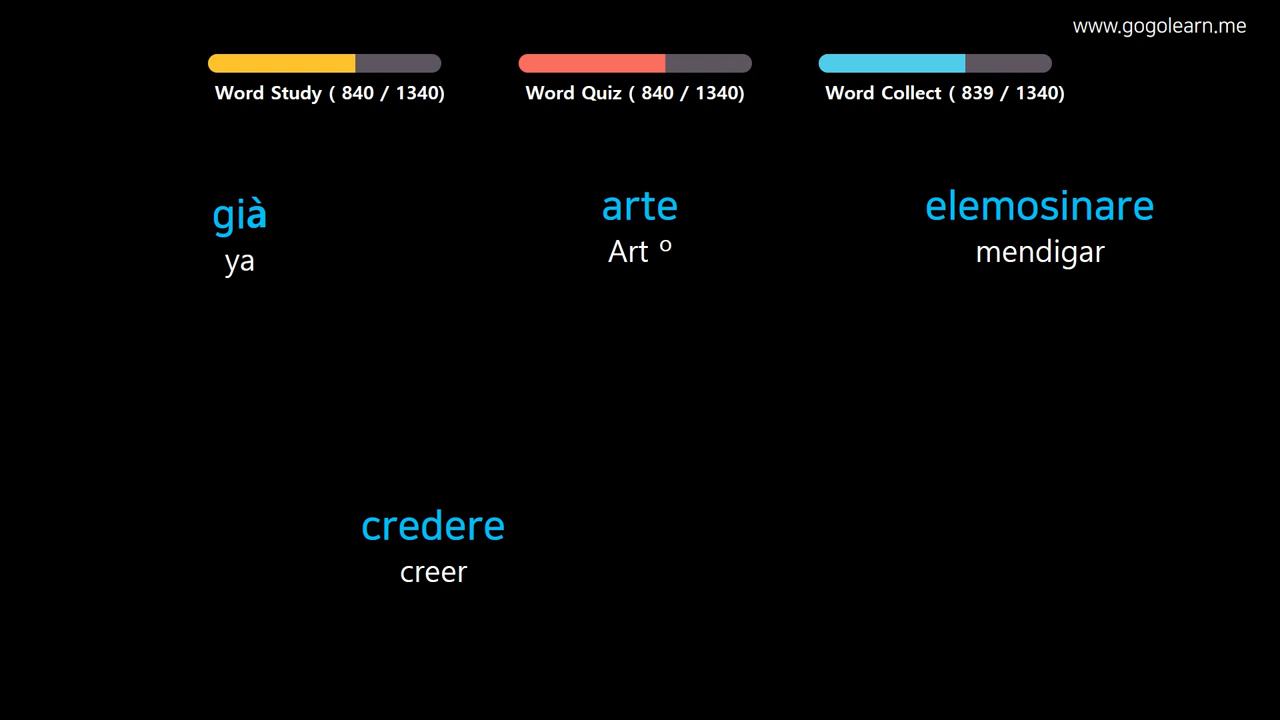 www.gogolearn.me
Word Study ( 840 / 1340)
Word Quiz ( 840 / 1340)
Word Collect ( 839 / 1340)
già
ya
arte
Art º
elemosinare
mendigar
credere
creer